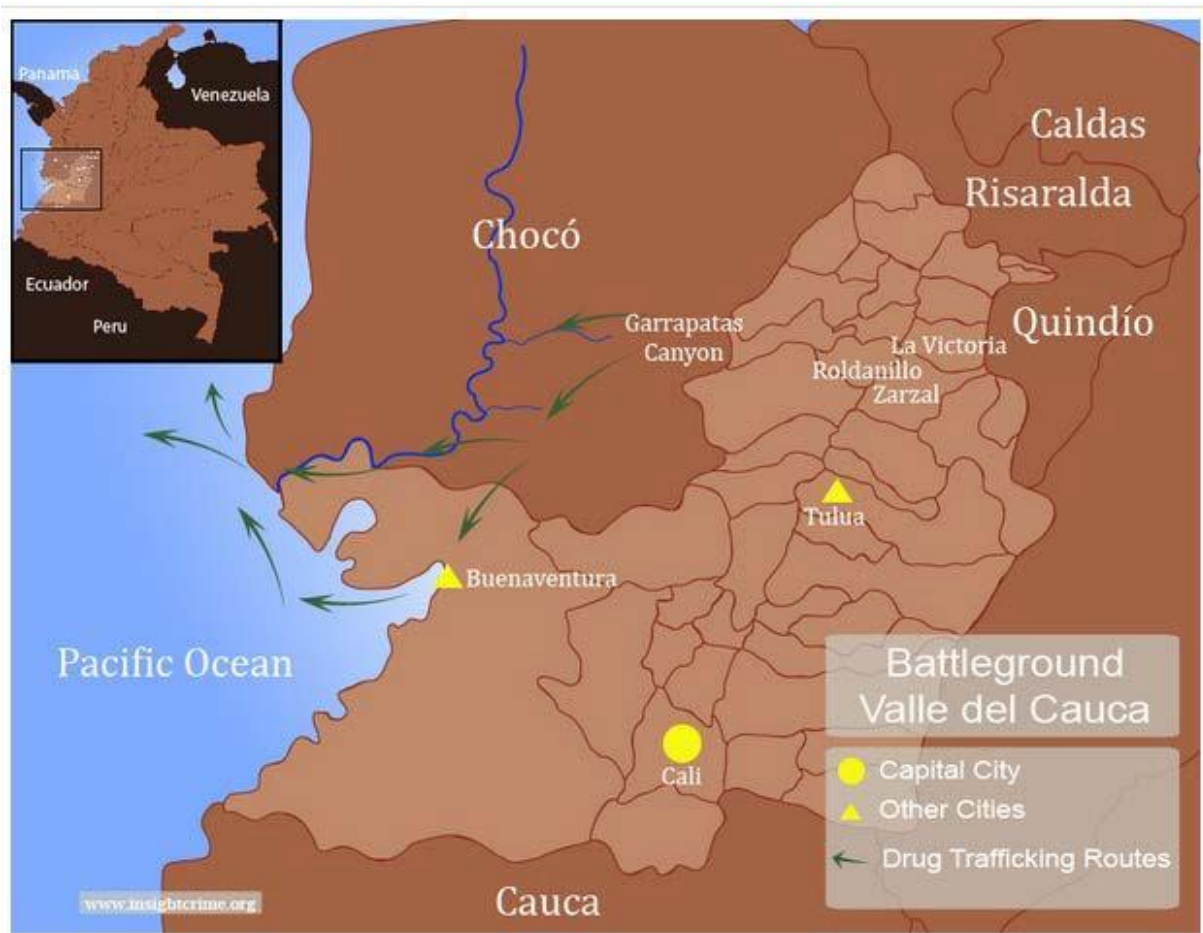 Panama
Venezuela
Ecuador
Peru
Caldas
Risaralda
Chocó
Quindío
Garrapatas
Canyon
La Victoria
Roldanillo
Zarzal
Tulua
Buenaventura
Pacific Ocean
Cali
Cauca
Battleground
Valle del Cauca
Capital City
Other Cities
Drug Trafficking Routes
www.insightcrime.org